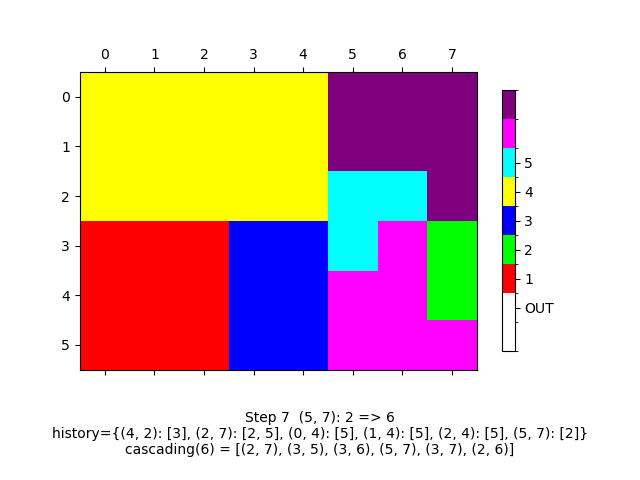 0 1 2 3 4 5 6 7
0
1
2
3
4
5
5
4
3
2
1
OUT
Step 7  (5, 7): 2 => 6
history={(4, 2): [3], (2, 7): [2, 5], (0, 4): [5], (1, 4): [5], (2, 4): [5], (5, 7): [2]}
cascading(6) = [(2, 7), (3, 5), (3, 6), (5, 7), (3, 7), (2, 6)]